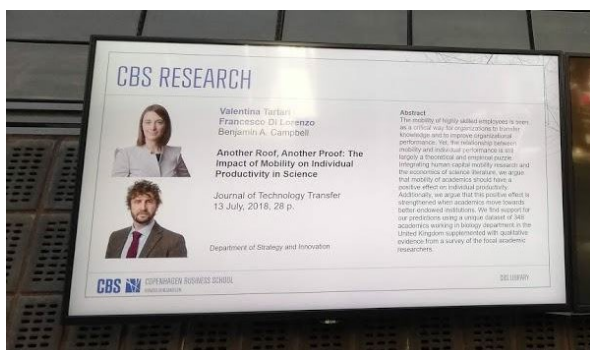 CBS RESEARCH
Valentina Tartari
Francesco Di Lorenzo
Benjamin A. Campbell
Another Roof, Another Proof: The
Impact of Mobility on Individual
Productivity in Science
Journal of Technology Transfer
13 July, 2018, 28 p.
Department of Strategy and Innovation
Abstract
The mobility of highly skilled employees is seen
as a critical way for organizations to transfer
knowledge and to improve organizational
performance. Yet, the relationship between
mobility and individual performance is still
largely a theoretical and empirical puzzle.
Integrating human capital mobility research and
the economics of science literature, we argue
that mobility of academics should have a
positive effect on individual productivity.
Additionally, we argue that this positive effect is
strengthened when academics move towards
better endowed institutions. We find support for
our predictions using a unique dataset of 348
academics working in biology department in the
United Kingdom supplemented with qualitative
evidence from a survey of the focal academic
researchers.
CBS COPENHAGEN BUSINESS SCHOOL
HANDELSHØJSKOLEN
CBS LIBRARY